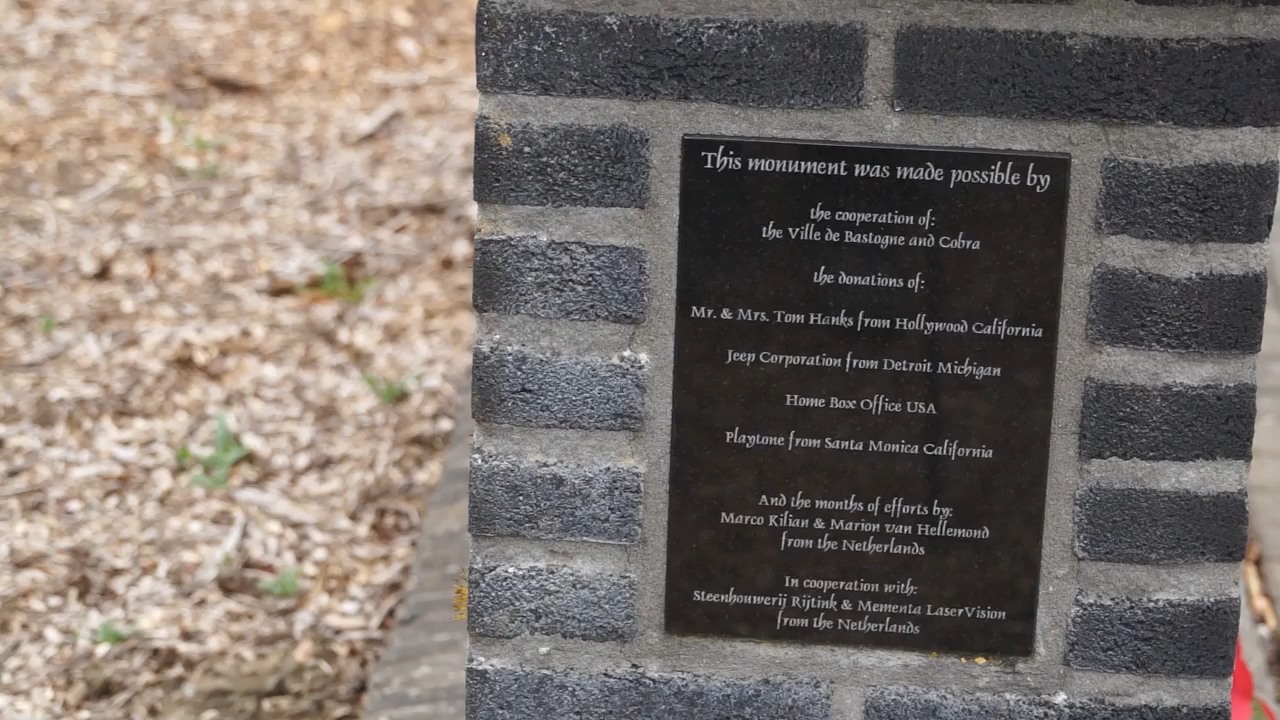 This monument was made possible by
the cooperation of:
the Ville de Bastogne and Cobra
the donations of:
Mr. & Mrs. Tom Hanks from Hollywood California
Jeep Corporation from Detroit Michigan
Home Box Office USA
Playtone from Santa Monica California
And the months of efforts by:
Marco Kilian & Marion van Hellemond
from the Netherlands
In cooperation with:
Steenhouwerij Rijtink & Mementa LaserVision
from the Netherlands